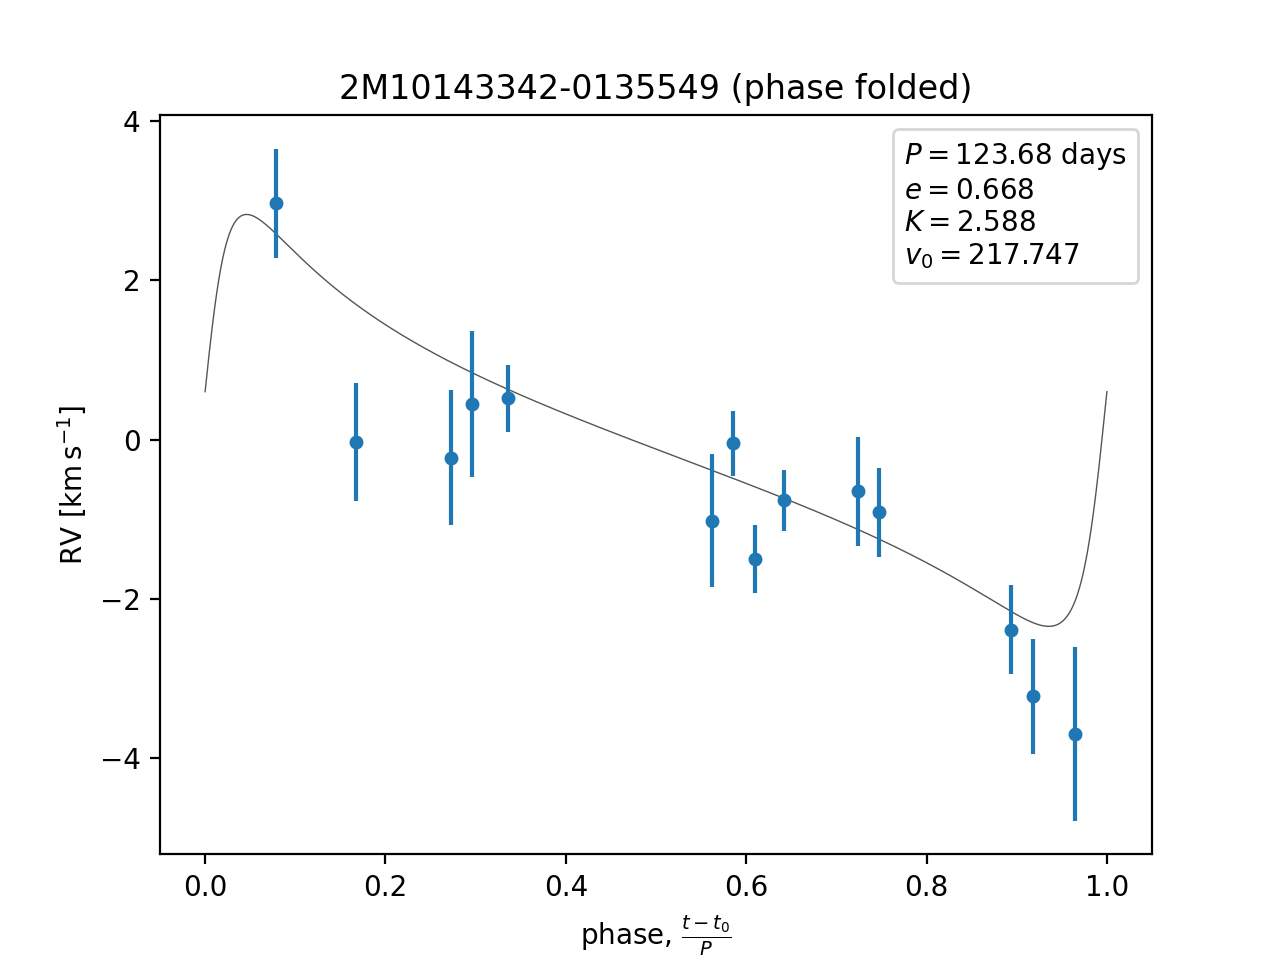 2M10143342-0135549 (phase folded)
P = 123.68 days
e = 0.668
K = 2.588
v₀ = 217.747
4
2
0
−2
−4
RV [km s⁻¹]
0.0 0.2 0.4 0.6 0.8 1.0
phase, (t − t₀)/P